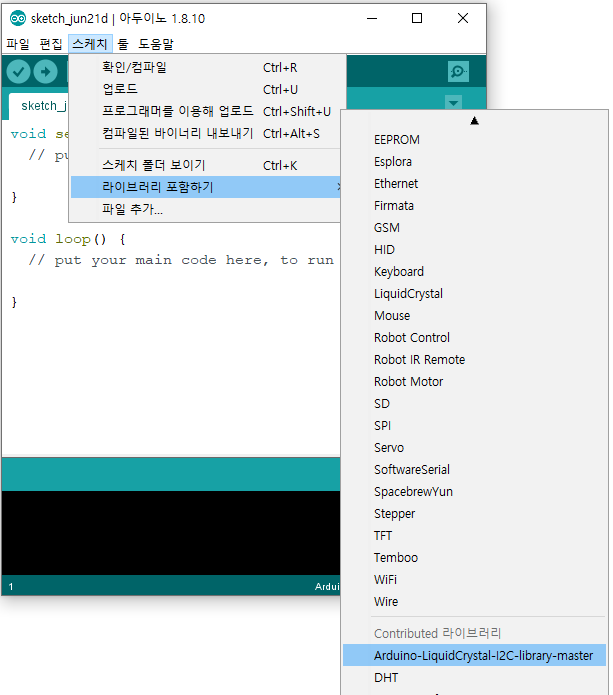 sketch_jun21d | 아두이노 1.8.10
파일 편집 스케치 툴 도움말
확인/컴파일 Ctrl+R
업로드 Ctrl+U
프로그래머를 이용해 업로드 Ctrl+Shift+U
컴파일된 바이너리 내보내기 Ctrl+Alt+S
스케치 폴더 보이기 Ctrl+K
라이브러리 포함하기
파일 추가...
sketch_j
void se
// pu
}
void loop() {
// put your main code here, to run
}
1
Ardui
EEPROM
Esplora
Ethernet
Firmata
GSM
HID
Keyboard
LiquidCrystal
Mouse
Robot Control
Robot IR Remote
Robot Motor
SD
SPI
Servo
SoftwareSerial
SpacebrewYun
Stepper
TFT
Temboo
WiFi
Wire
Contributed 라이브러리
Arduino-LiquidCrystal-I2C-library-master
DHT